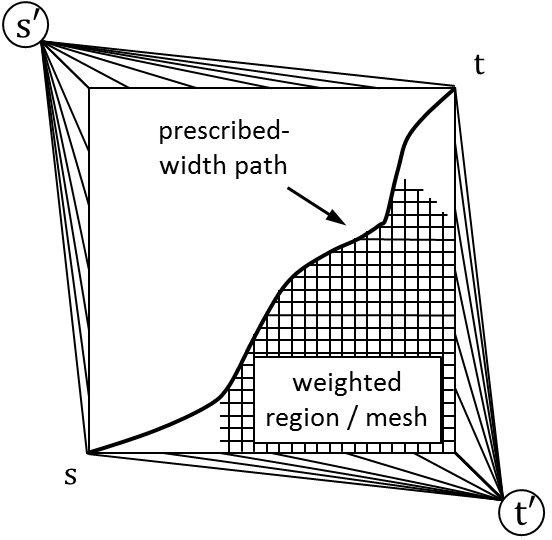 s′
t
prescribed-
width path
weighted
region / mesh
s
t′